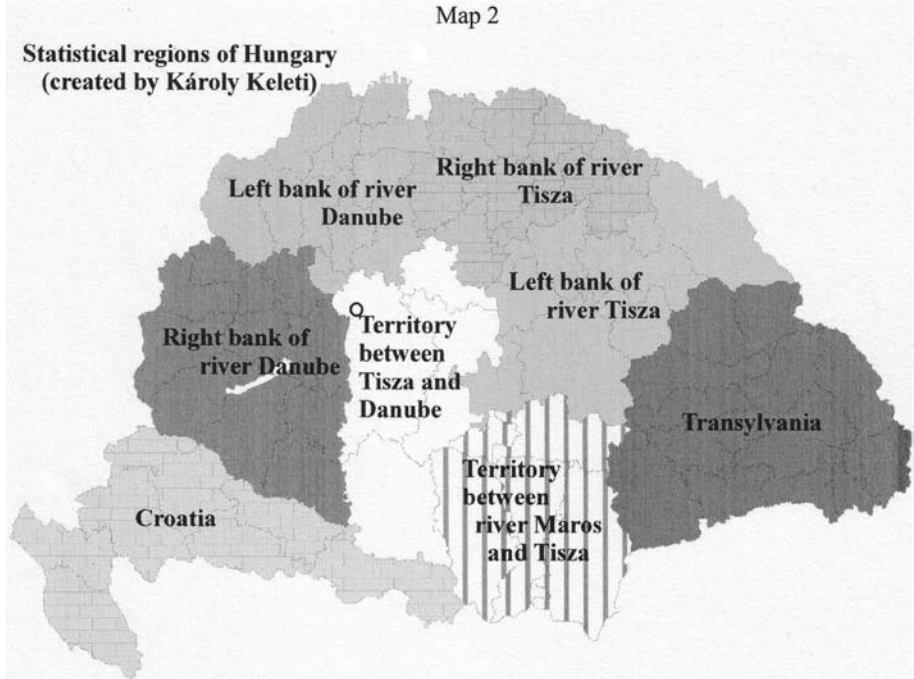 Map 2
Statistical regions of Hungary
(created by Károly Keleti)
Right bank of river
Tisza
Left bank of river
Danube
Left bank of
river Tisza
Territory
between
Tisza and
Danube
Right bank of
river Danube
Transylvania
Territory
between
river Maros
and Tisza
Croatia